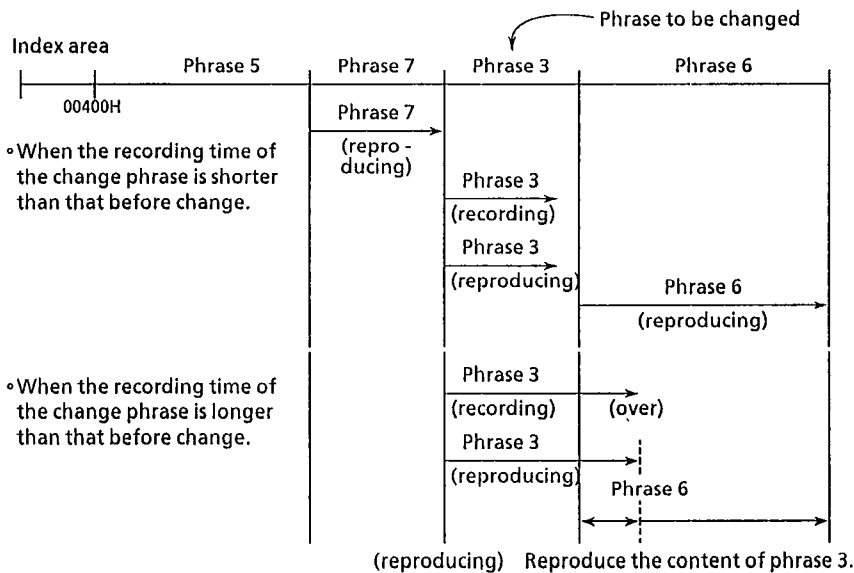 Phrase to be changed
Index area
Phrase 5
Phrase 7
Phrase 3
Phrase 6
00400H
Phrase 7
(repro -
ducing)
∘When the recording time of
the change phrase is shorter
than that before change.
Phrase 3
(recording)
Phrase 3
(reproducing)
Phrase 6
(reproducing)
∘When the recording time of
the change phrase is longer
than that before change.
Phrase 3
(recording)
(over)
Phrase 3
(reproducing)
Phrase 6
(reproducing) Reproduce the content of phrase 3.